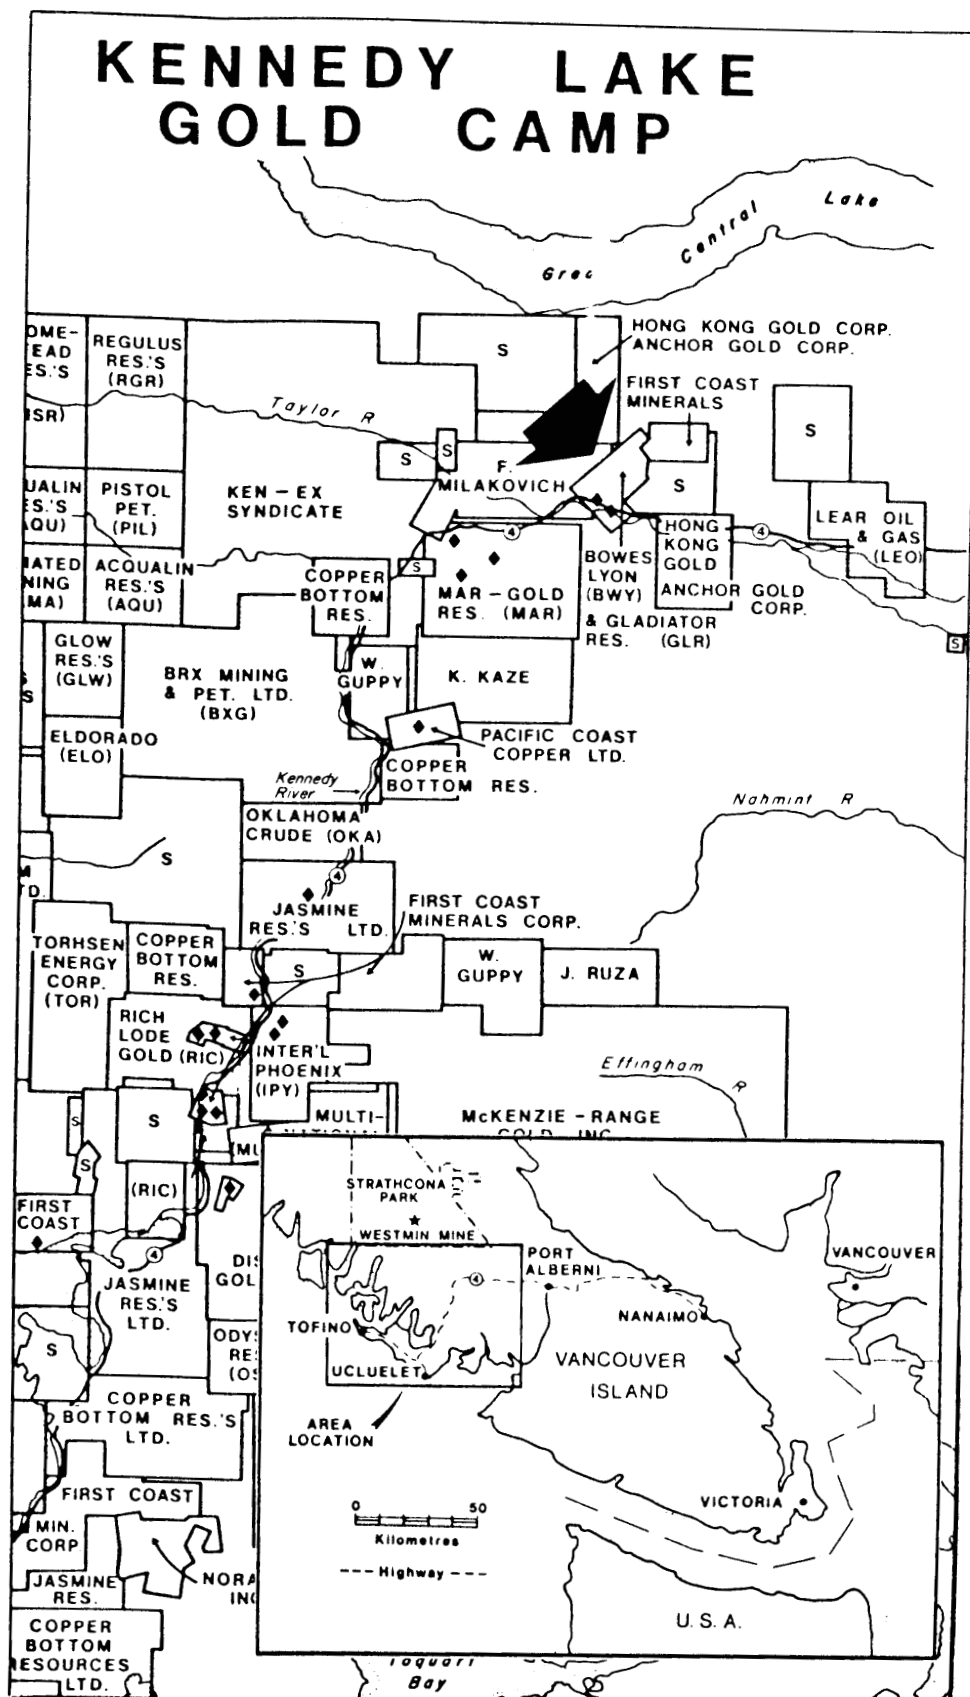 KENNEDY LAKE
GOLD CAMP
Central Lake
HONG KONG GOLD CORP.
ANCHOR GOLD CORP.
S
REGULUS
RES.'S
(RGR)
FIRST COAST
MINERALS
Taylor R
S
S
S
S
F.
MILAKOVICH
KEN-EX
SYNDICATE
PISTOL
PET.
(PIL)
ACQUALIN
RES.'S
(AQU)
4
HONG
KONG
GOLD
ANCHOR GOLD
CORP.
4
LEAR OIL
& GAS
(LEO)
BOWES
LYON
(BWY)
& GLADIATOR
RES. (GLR)
S
COPPER
BOTTOM
RES.
S
MAR-GOLD
RES. (MAR)
GLOW
RES.'S
(GLW)
BRX MINING
& PET. LTD.
(BXG)
W.
GUPPY
K. KAZE
ELDORADO
(ELO)
PACIFIC COAST
COPPER LTD.
COPPER
BOTTOM RES.
Kennedy
River
Nahmint R
OKLAHOMA
CRUDE (OKA)
S
4
JASMINE
RES.'S LTD.
FIRST COAST
MINERALS CORP.
TORHSEN
ENERGY
CORP.
(TOR)
COPPER
BOTTOM
RES.
S
W.
GUPPY
J. RUZA
RICH
LODE
GOLD (RIC)
INTER'L
PHOENIX
(IPY)
Effingham R
S
S
MULTI-
McKENZIE-RANGE
GOLD INC
S
(RIC)
FIRST
COAST
4
JASMINE
RES.'S
LTD.
S
COPPER
BOTTOM RES.'S
LTD.
FIRST COAST
MIN.
CORP
JASMINE
RES.
COPPER
BOTTOM
LTD.
STRATHCONA
PARK
WESTMIN MINE
PORT
ALBERNI
VANCOUVER
4
NANAIMO
TOFINO
UCLUELET
VANCOUVER
ISLAND
AREA
LOCATION
VICTORIA
0 50
Kilometres
Highway
U.S.A.
Bay